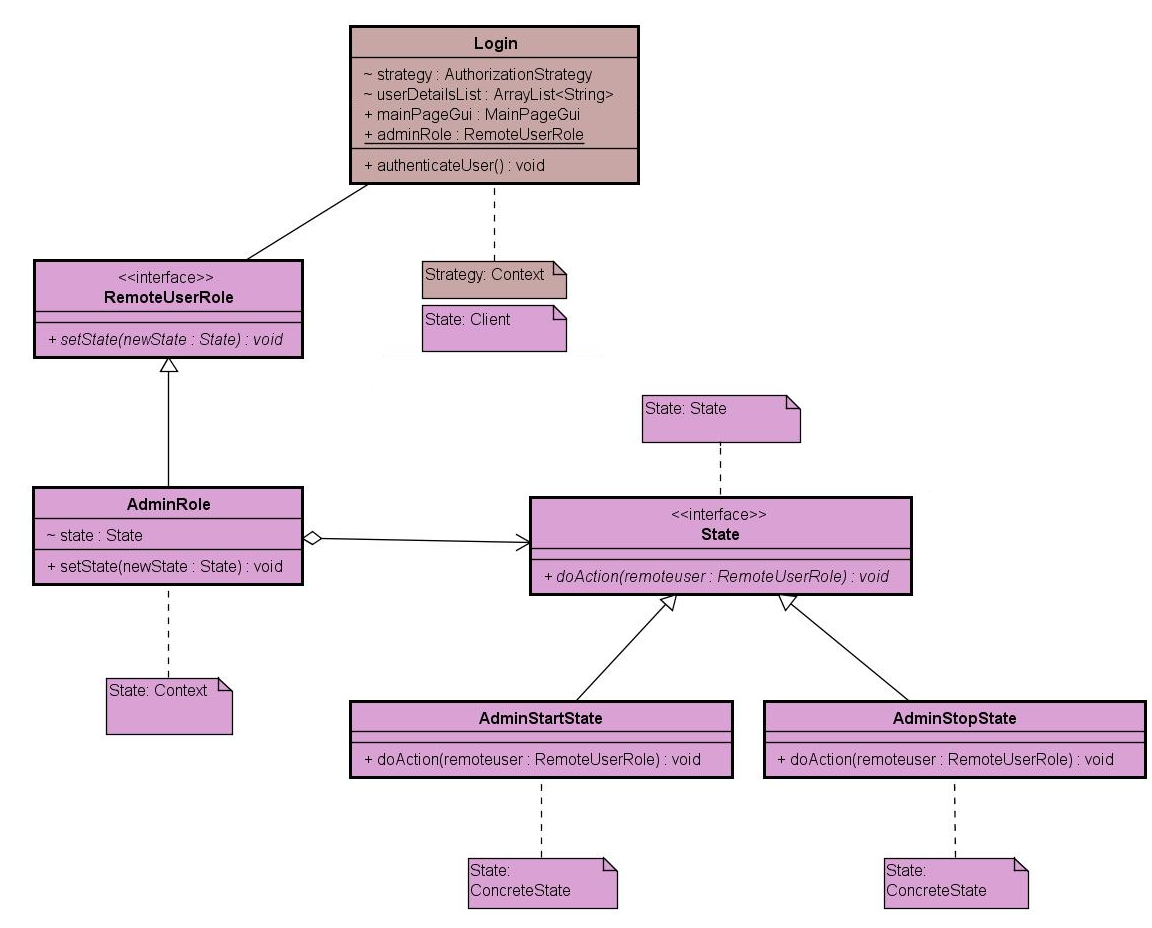 Login
~ strategy : AuthorizationStrategy
~ userDetailsList : ArrayList<String>
+ mainPageGui : MainPageGui
+ adminRole : RemoteUserRole
+ authenticateUser() : void
<<interface>>
RemoteUserRole
+ setState(newState : State) : void
Strategy: Context
State: Client
State: State
AdminRole
~ state : State
+ setState(newState : State) : void
<<interface>>
State
+ doAction(remoteuser : RemoteUserRole) : void
State: Context
AdminStartState
+ doAction(remoteuser : RemoteUserRole) : void
AdminStopState
+ doAction(remoteuser : RemoteUserRole) : void
State:
ConcreteState
State:
ConcreteState